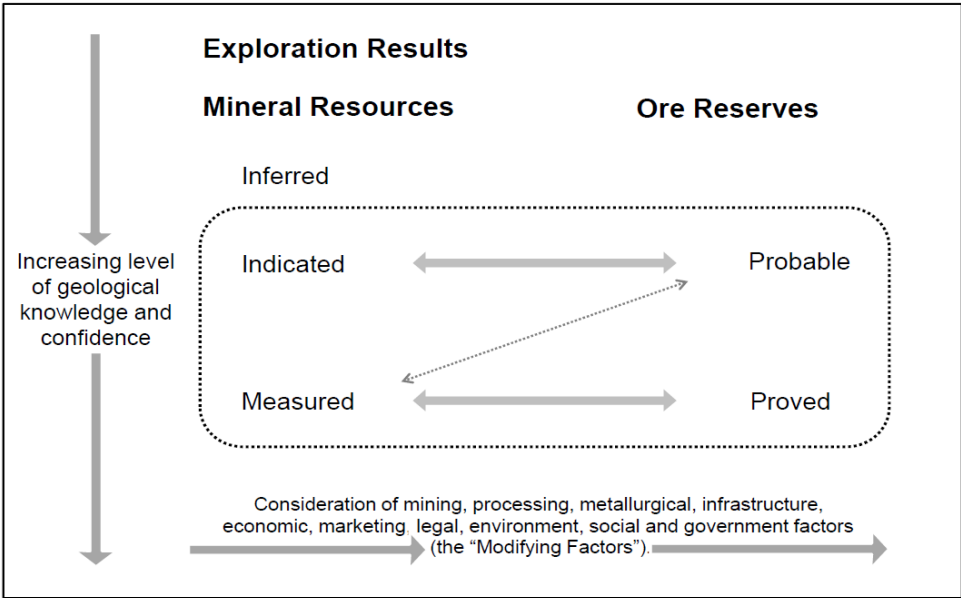 Exploration Results
Mineral Resources
Ore Reserves
Inferred
Increasing level
of geological
knowledge and
confidence
Indicated
Probable
Measured
Proved
Consideration of mining, processing, metallurgical, infrastructure,
economic, marketing, legal, environment, social and government factors
(the “Modifying Factors”).